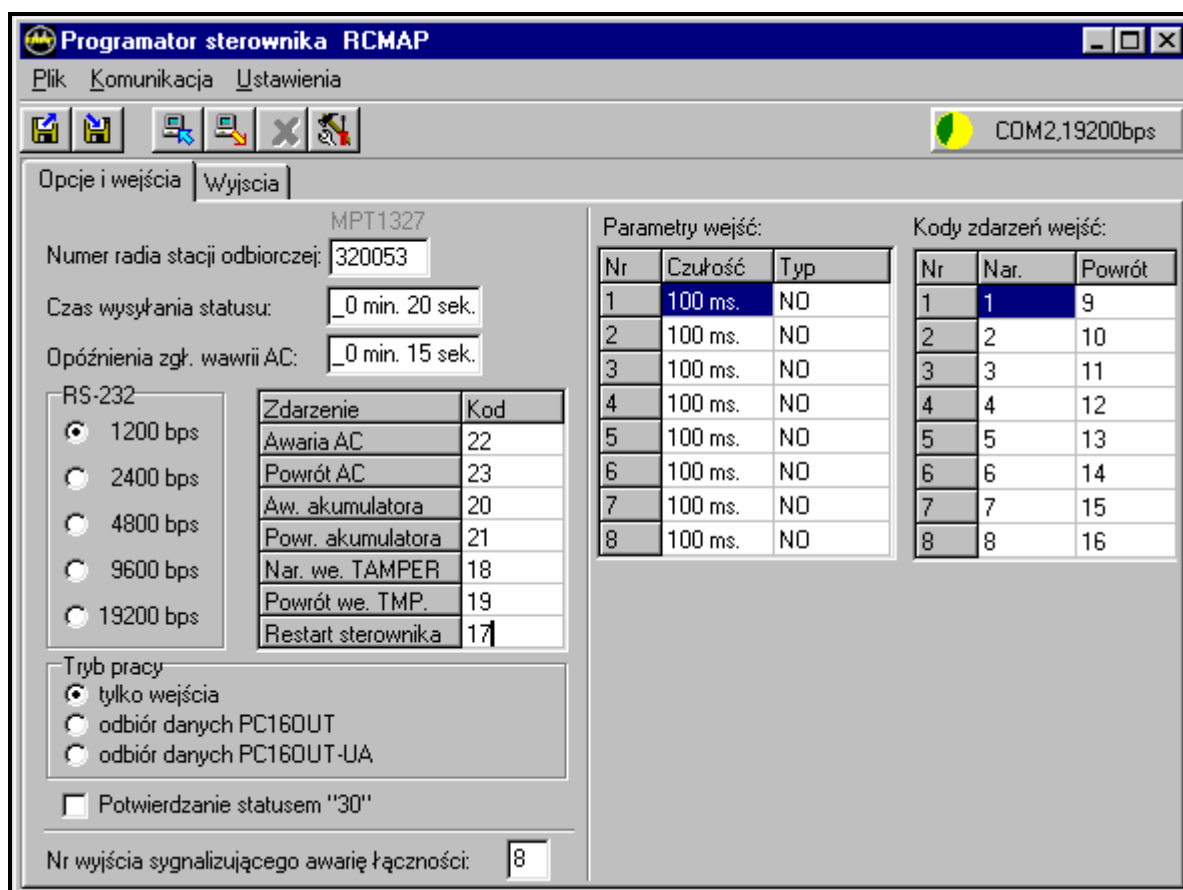 Programator sterownika RCMAP
Plik Komunikacja Ustawienia
COM2,19200bps
Opcje i wejścia Wyjscia
MPT1327
Numer radia stacji odbiorczej: 320053
Czas wysyłania statusu: _0 min. 20 sek.
Opóźnienia zgł. wawrii AC: _0 min. 15 sek.
RS-232
1200 bps
2400 bps
4800 bps
9600 bps
19200 bps
Zdarzenie Kod
Awaria AC 22
Powrót AC 23
Aw. akumulatora 20
Powr. akumulatora 21
Nar. we. TAMPER 18
Powrót we. TMP. 19
Restart sterownika 17
Tryb pracy
tylko wejścia
odbiór danych PC16OUT
odbiór danych PC16OUT-UA
Potwierdzanie statusem "30"
Nr wyjścia sygnalizującego awarię łączności: 8
Parametry wejść:
Nr Czułość Typ
1 100 ms. NO
2 100 ms. NO
3 100 ms. NO
4 100 ms. NO
5 100 ms. NO
6 100 ms. NO
7 100 ms. NO
8 100 ms. NO
Kody zdarzeń wejść:
Nr Nar. Powrót
1 1 9
2 2 10
3 3 11
4 4 12
5 5 13
6 6 14
7 7 15
8 8 16